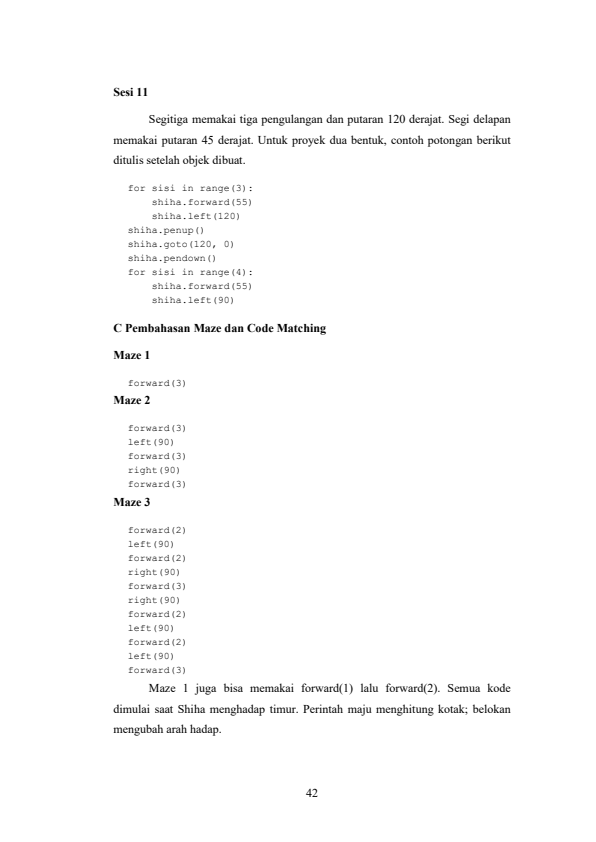 Sesi 11
Segitiga memakai tiga pengulangan dan putaran 120 derajat. Segi delapan
memakai putaran 45 derajat. Untuk proyek dua bentuk, contoh potongan berikut
ditulis setelah objek dibuat.
for sisi in range(3):
    shiha.forward(55)
    shiha.left(120)
shiha.penup()
shiha.goto(120, 0)
shiha.pendown()
for sisi in range(4):
    shiha.forward(55)
    shiha.left(90)
C Pembahasan Maze dan Code Matching
Maze 1
forward(3)
Maze 2
forward(3)
left(90)
forward(3)
right(90)
forward(3)
Maze 3
forward(2)
left(90)
forward(2)
right(90)
forward(3)
right(90)
forward(2)
left(90)
forward(2)
left(90)
forward(3)
Maze 1 juga bisa memakai forward(1) lalu forward(2). Semua kode
dimulai saat Shiha menghadap timur. Perintah maju menghitung kotak; belokan
mengubah arah hadap.
42